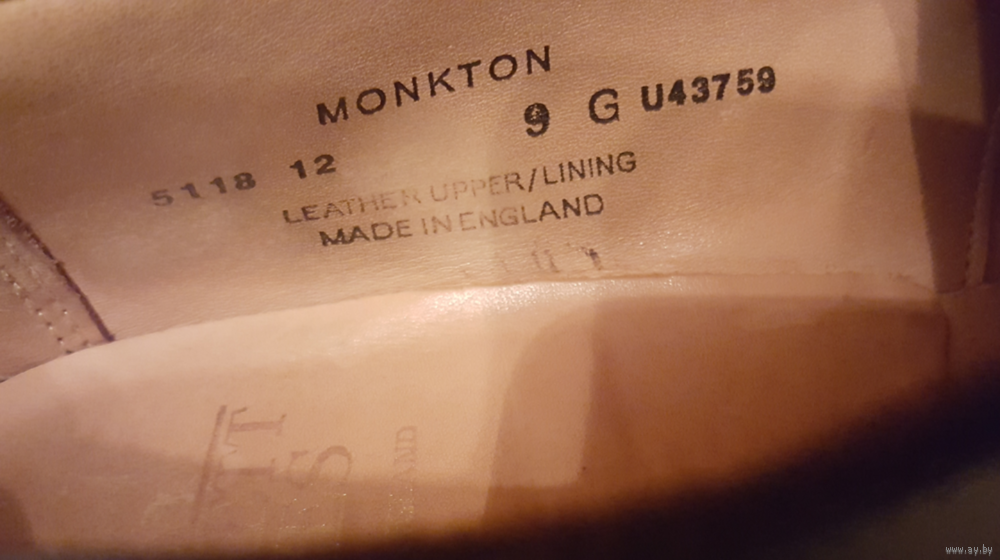 MONKTON
9 G U43759
5118 12
LEATHER UPPER/LINING
MADE IN ENGLAND
www.ay.by